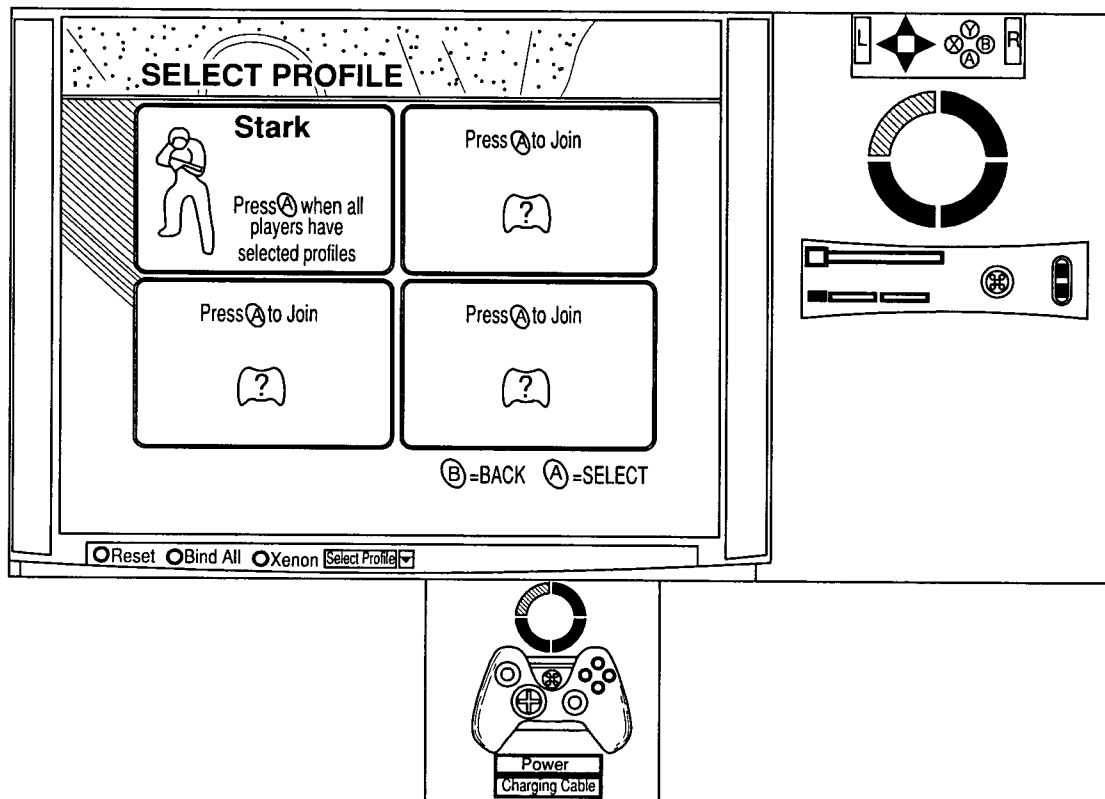 SELECT PROFILE
Stark
Press A when all
players have
selected profiles
Press A to Join
?
Press A to Join
?
Press A to Join
?
B =BACK A =SELECT
Reset Bind All Xenon Select Profile
L X Y B A R
Power
Charging Cable